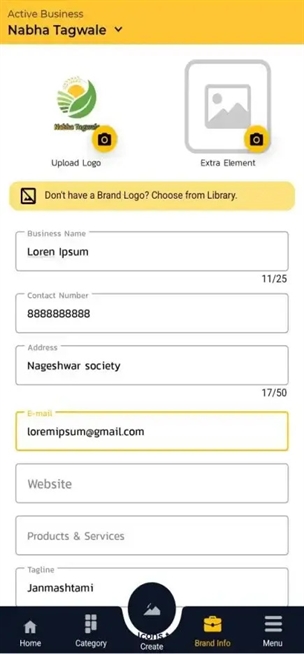 Active Business
Nabha Tagwale
Nabha Tagwale
Upload Logo
Extra Element
Don't have a Brand Logo? Choose from Library.
Business Name
Loren Ipsum
11/25
Contact Number
8888888888
Address
Nageshwar society
17/50
E-mail
loremipsum@gmail.com
Website
Products & Services
Tagline
Janmashtami
Home
Category
Create
Brand Info
Menu